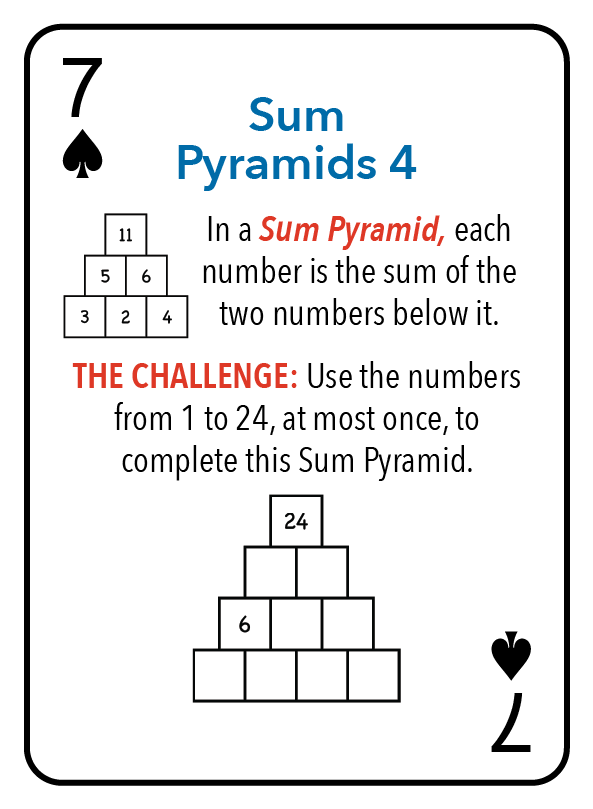 7
Sum
Pyramids 4
11
5 6
3 2 4
In a Sum Pyramid, each
number is the sum of the
two numbers below it.
THE CHALLENGE: Use the numbers
from 1 to 24, at most once, to
complete this Sum Pyramid.
24
6
7